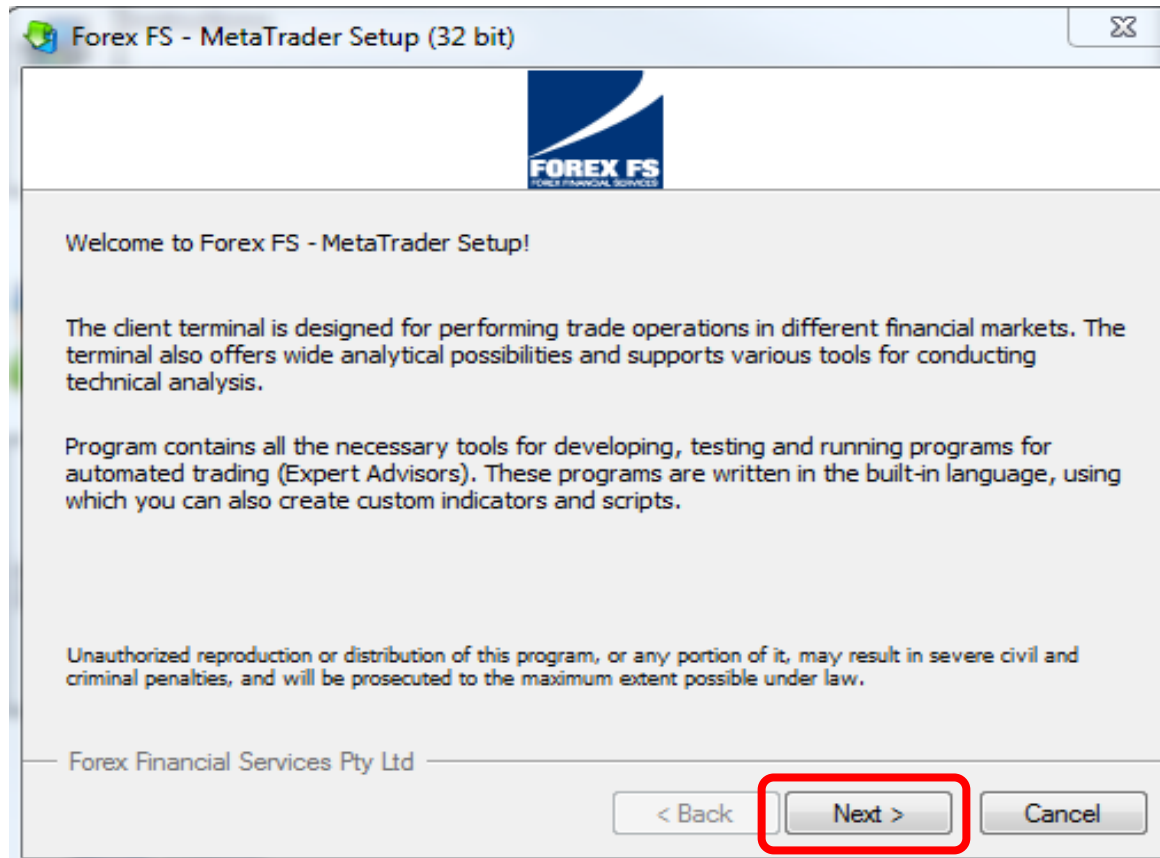 Forex FS - MetaTrader Setup (32 bit)
FOREX FS
FOREX FINANCIAL SERVICES
Welcome to Forex FS - MetaTrader Setup!
The client terminal is designed for performing trade operations in different financial markets. The
terminal also offers wide analytical possibilities and supports various tools for conducting
technical analysis.
Program contains all the necessary tools for developing, testing and running programs for
automated trading (Expert Advisors). These programs are written in the built-in language, using
which you can also create custom indicators and scripts.
Unauthorized reproduction or distribution of this program, or any portion of it, may result in severe civil and
criminal penalties, and will be prosecuted to the maximum extent possible under law.
Forex Financial Services Pty Ltd
< Back Next > Cancel